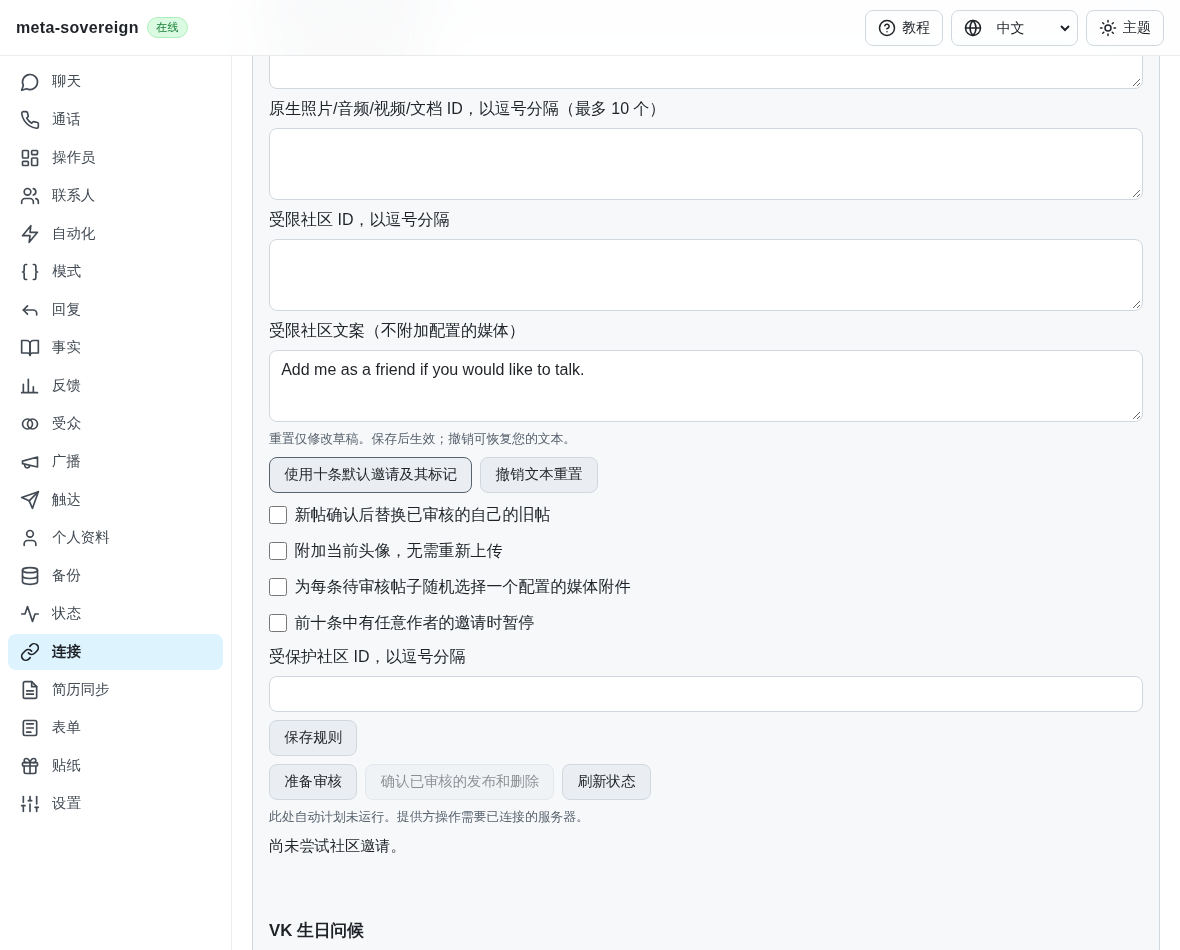 meta-sovereign 在线
教程
中文
主题
聊天
通话
操作员
联系人
自动化
模式
回复
事实
反馈
受众
广播
触达
个人资料
备份
状态
连接
简历同步
表单
贴纸
设置
原生照片/音频/视频/文档 ID，以逗号分隔（最多 10 个）
受限社区 ID，以逗号分隔
受限社区文案（不附加配置的媒体）
Add me as a friend if you would like to talk.
重置仅修改草稿。保存后生效；撤销可恢复您的文本。
使用十条默认邀请及其标记 撤销文本重置
新帖确认后替换已审核的自己的旧帖
附加当前头像，无需重新上传
为每条待审核帖子随机选择一个配置的媒体附件
前十条中有任意作者的邀请时暂停
受保护社区 ID，以逗号分隔
保存规则
准备审核 确认已审核的发布和删除 刷新状态
此处自动计划未运行。提供方操作需要已连接的服务器。
尚未尝试社区邀请。
VK 生日问候